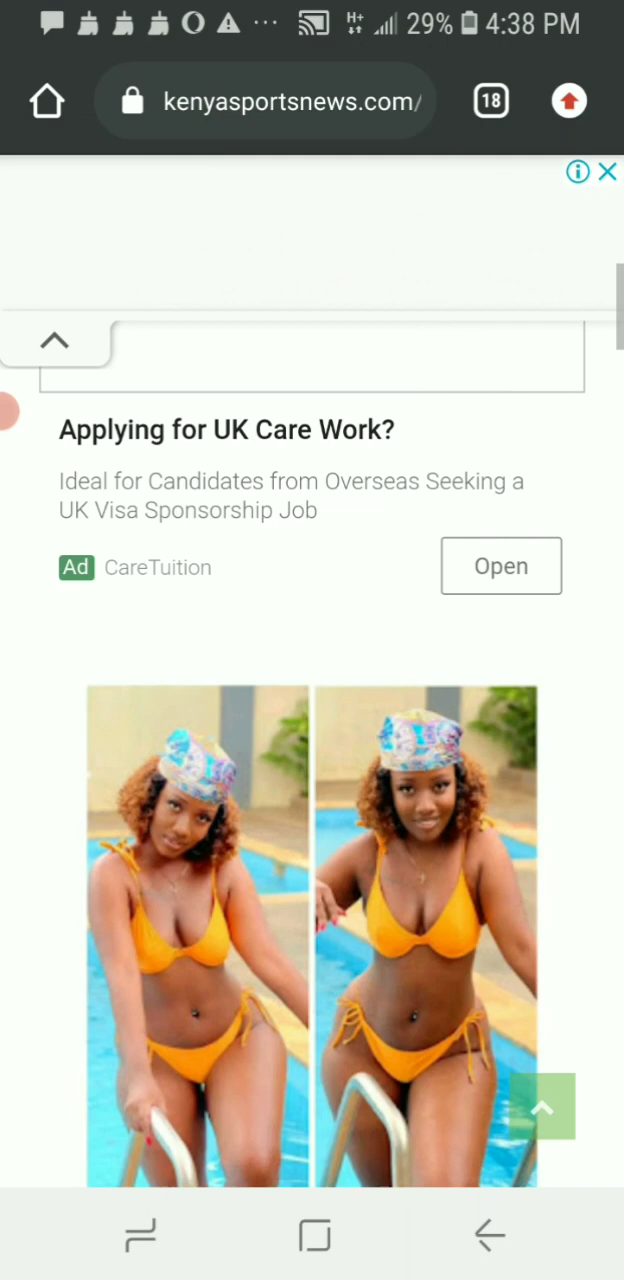 H+ 29% 4:38 PM
kenyasportsnews.com/
18
Applying for UK Care Work?
Ideal for Candidates from Overseas Seeking a
UK Visa Sponsorship Job
Ad CareTuition
Open